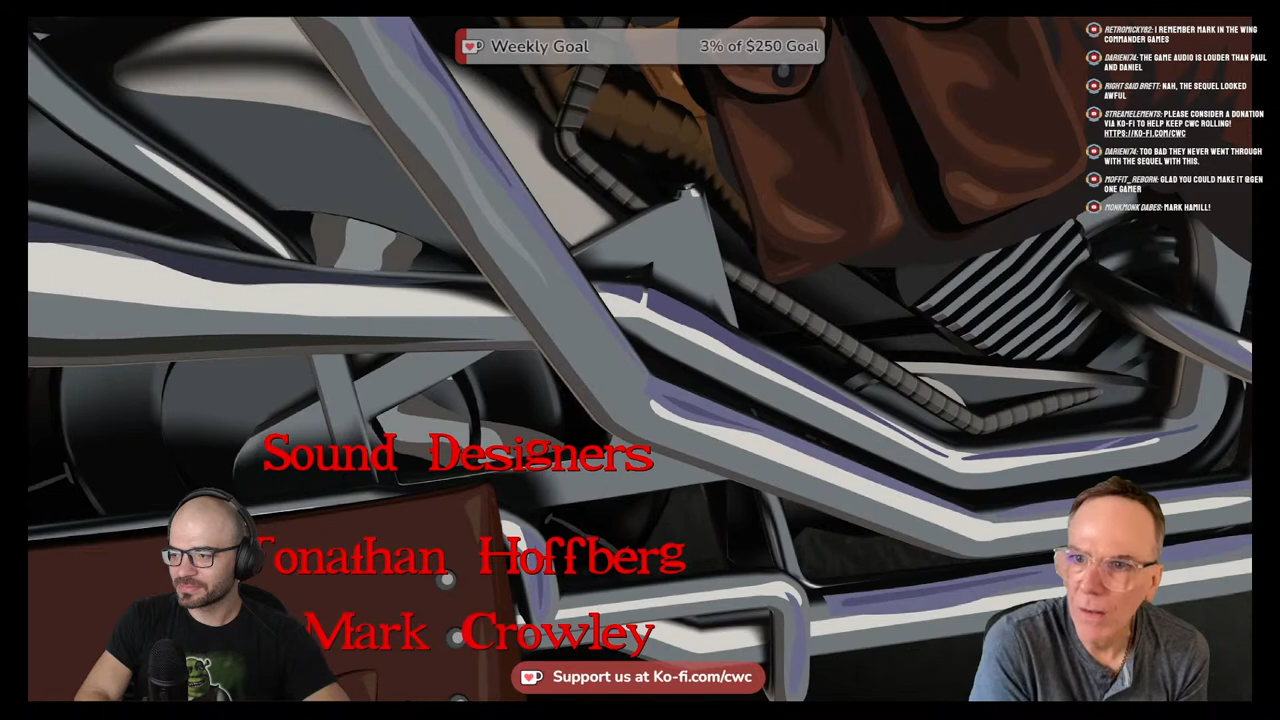 Weekly Goal 3% of $250 Goal
RETROMICKY82: I REMEMBER MARK IN THE WING
COMMANDER GAMES
DARIEN74: THE GAME AUDIO IS LOUDER THAN PAUL
AND DANIEL
RIGHT SAID BRETT: NAH, THE SEQUEL LOOKED
AWFUL
STREAMELEMENTS: PLEASE CONSIDER A DONATION
VIA KO-FI TO HELP KEEP CWC ROLLING!
HTTPS://KO-FI.COM/CWC
DARIEN74: TOO BAD THEY NEVER WENT THROUGH
WITH THE SEQUEL WITH THIS.
MOFFIT_REBORN: GLAD YOU COULD MAKE IT @GEN
ONE GAMER
MONKMONK DABES: MARK HAMILL!
Sound Designers
Jonathan Hoffberg
Mark Crowley
Support us at Ko-fi.com/cwc